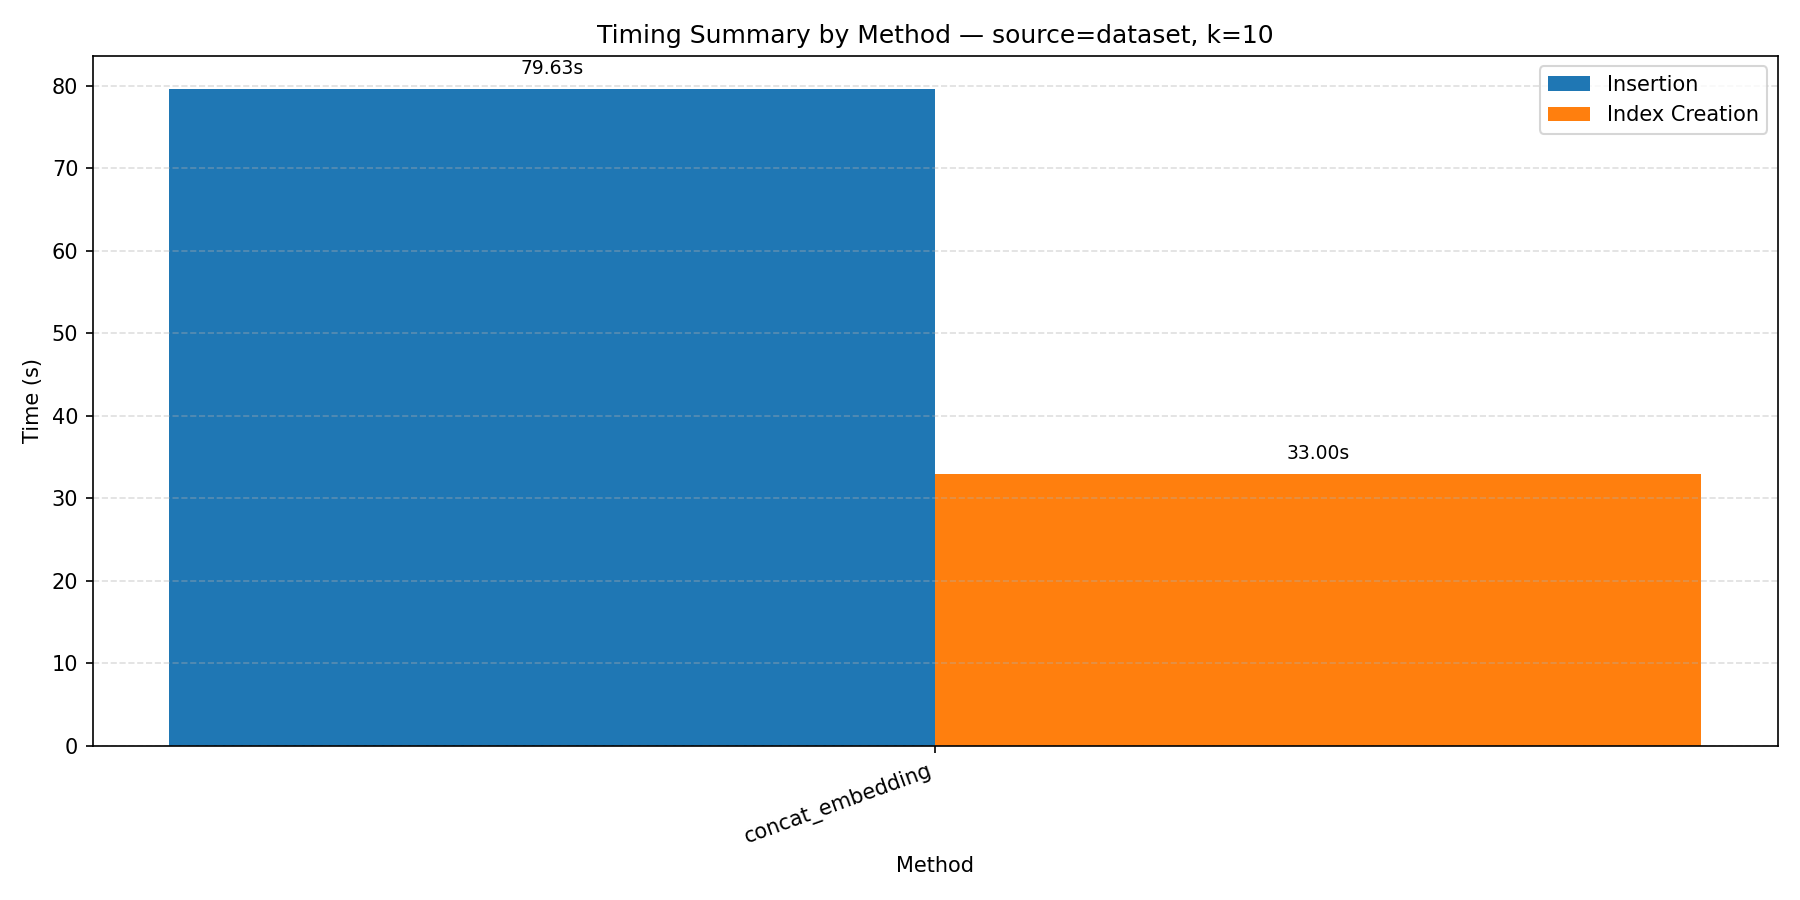 Timing Summary by Method — source=dataset, k=10
79.63s
Insertion
Index Creation
80
70
60
50
40
33.00s
30
20
10
0
Time (s)
concat_embedding
Method